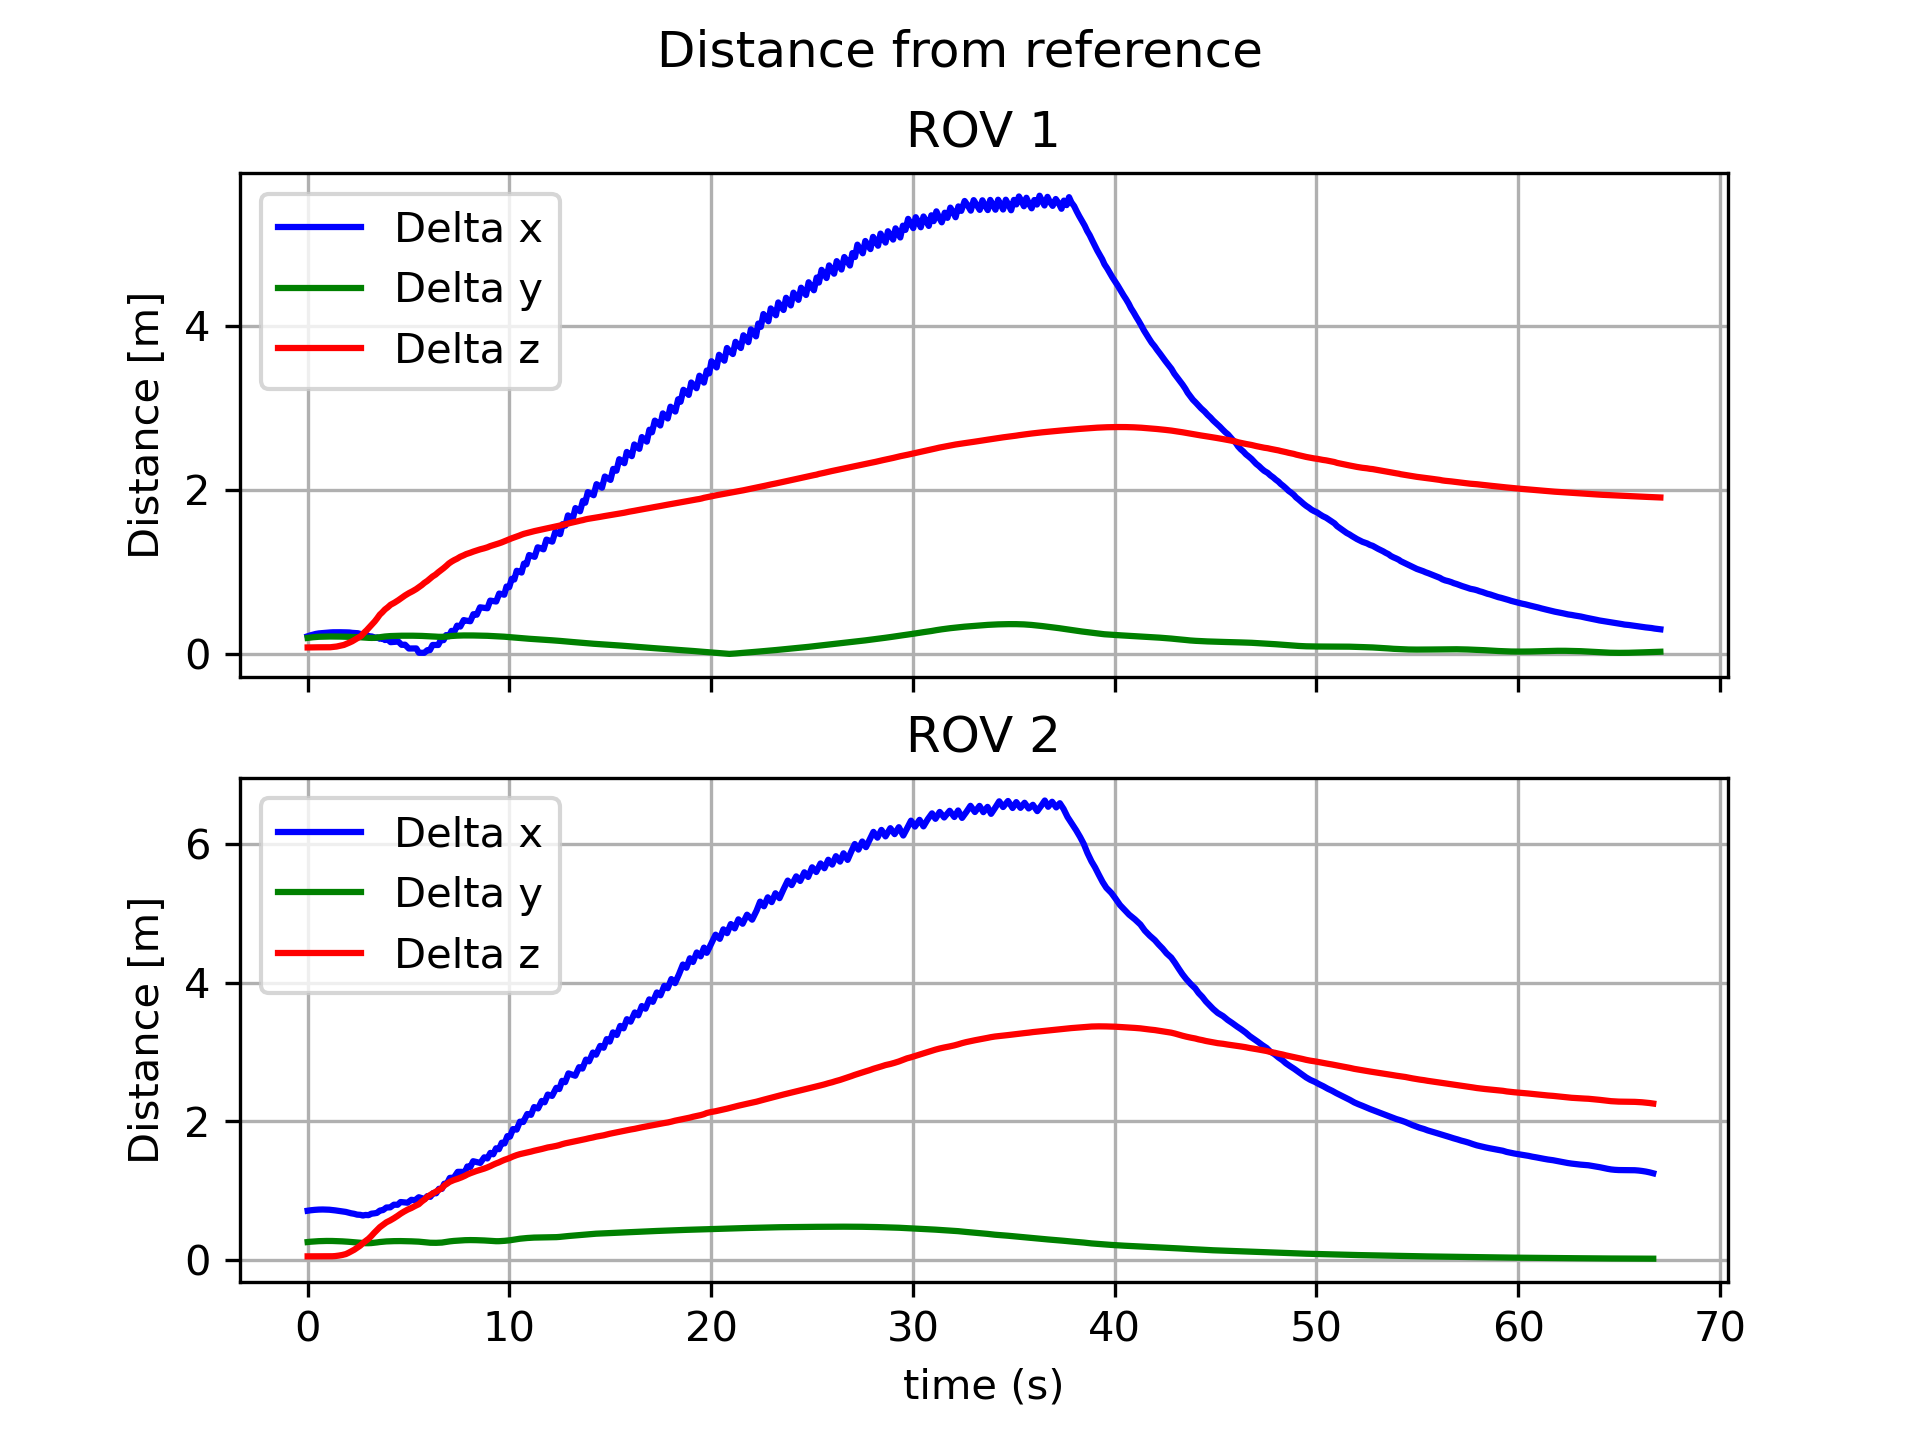 Distance from reference
ROV 1
Distance [m]
4
2
0
Delta x
Delta y
Delta z
ROV 2
Distance [m]
6
4
2
0
Delta x
Delta y
Delta z
0 10 20 30 40 50 60 70
time (s)